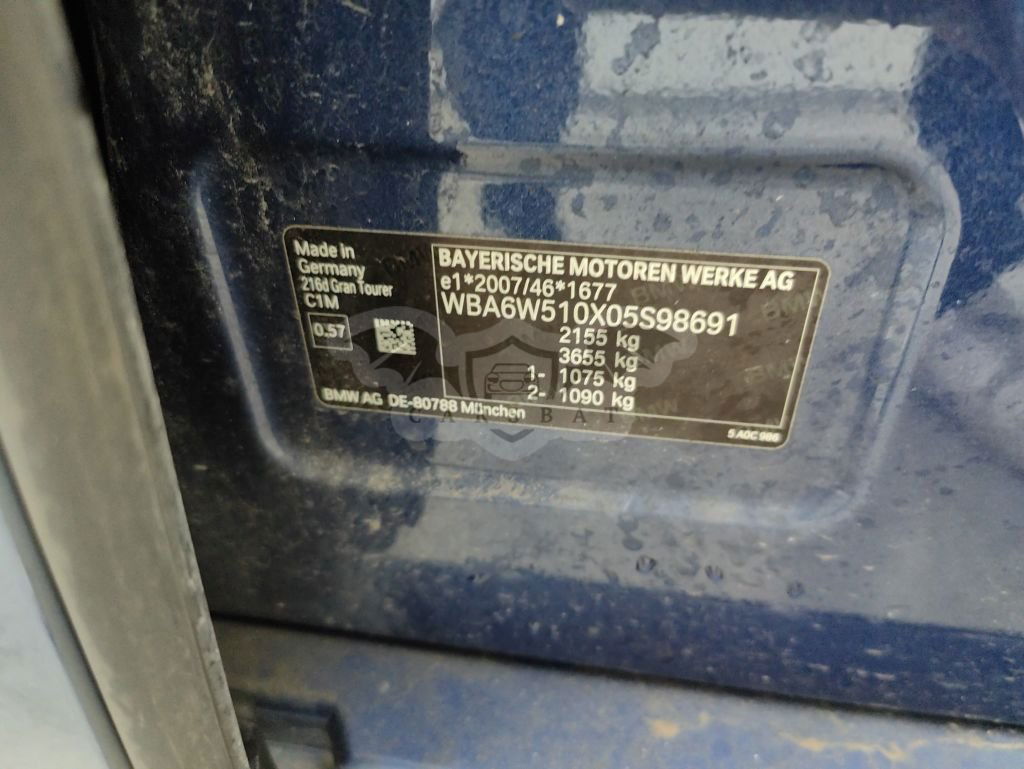 Made in
Germany
216d Gran Tourer
C1M
0.57
BAYERISCHE MOTOREN WERKE AG
e1*2007/46*1677
WBA6W510X05S98691
2155 kg
3655 kg
1- 1075 kg
2- 1090 kg
BMW AG DE-80788 München
5 A0C 986
CARSBAT